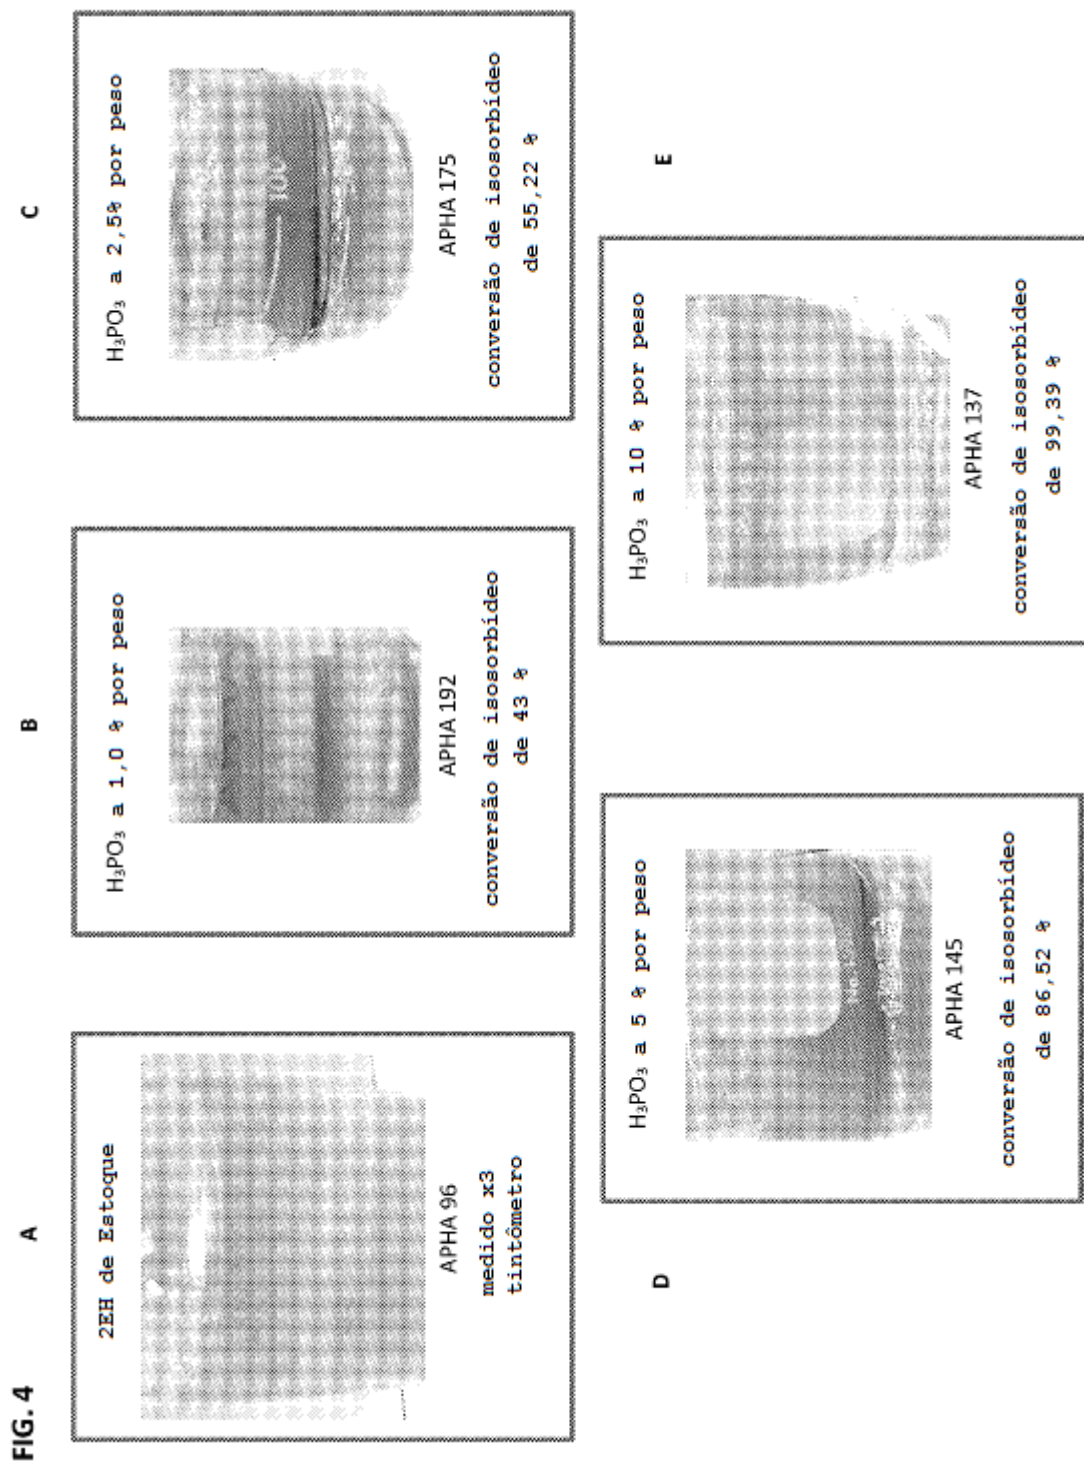 FIG. 4
A
2EH de Estoque
APHA 96
medido x3
tintômetro
B
H₃PO₃ a 1,0 % por peso
APHA 192
conversão de isosorbídeo
de 43 %
C
H₃PO₃ a 2,5% por peso
100
APHA 175
conversão de isosorbídeo
de 55,22 %
D
H₃PO₃ a 5 % por peso
APHA 145
conversão de isosorbídeo
de 86,52 %
E
H₃PO₃ a 10 % por peso
APHA 137
conversão de isosorbídeo
de 99,39 %